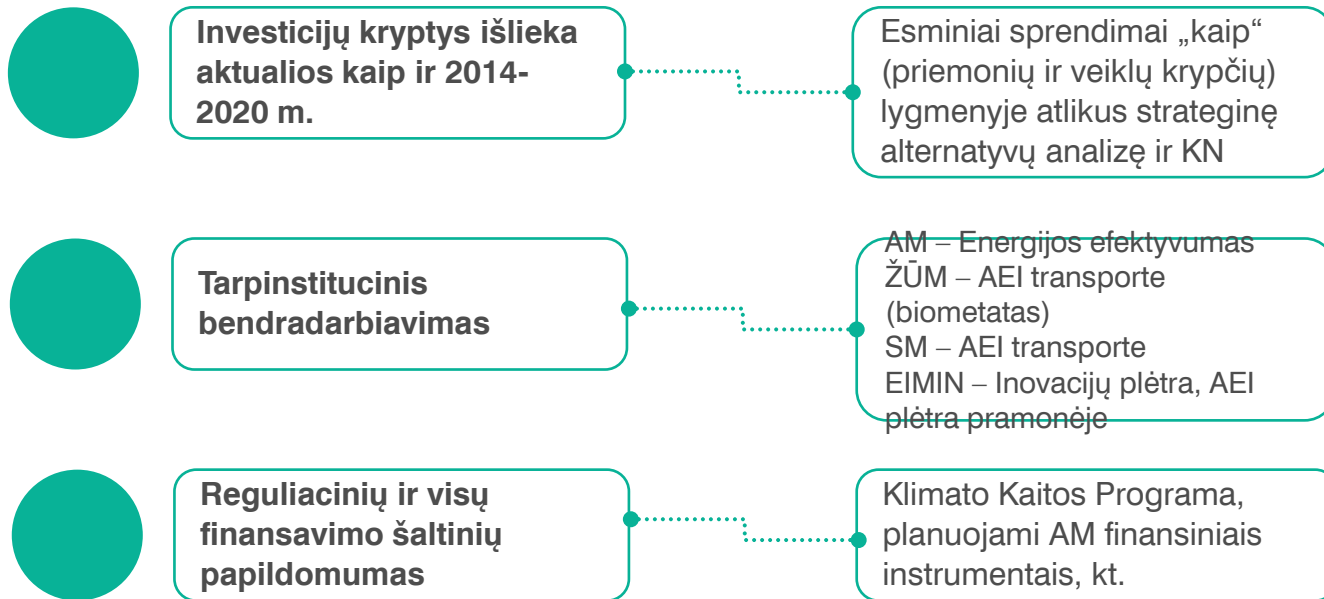 Investicijų kryptys išlieka
aktualios kaip ir 2014-
2020 m.
Esminiai sprendimai „kaip“
(priemonių ir veiklų krypčių)
lygmenyje atlikus strateginę
alternatyvų analizę ir KN
Tarpinstitucinis
bendradarbiavimas
AM – Energijos efektyvumas
ŽŪM – AEI transporte
(biometatas)
SM – AEI transporte
EIMIN – Inovacijų plėtra, AEI
plėtra pramonėje
Reguliacinių ir visų
finansavimo šaltinių
papildomumas
Klimato Kaitos Programa,
planuojami AM finansiniais
instrumentais, kt.